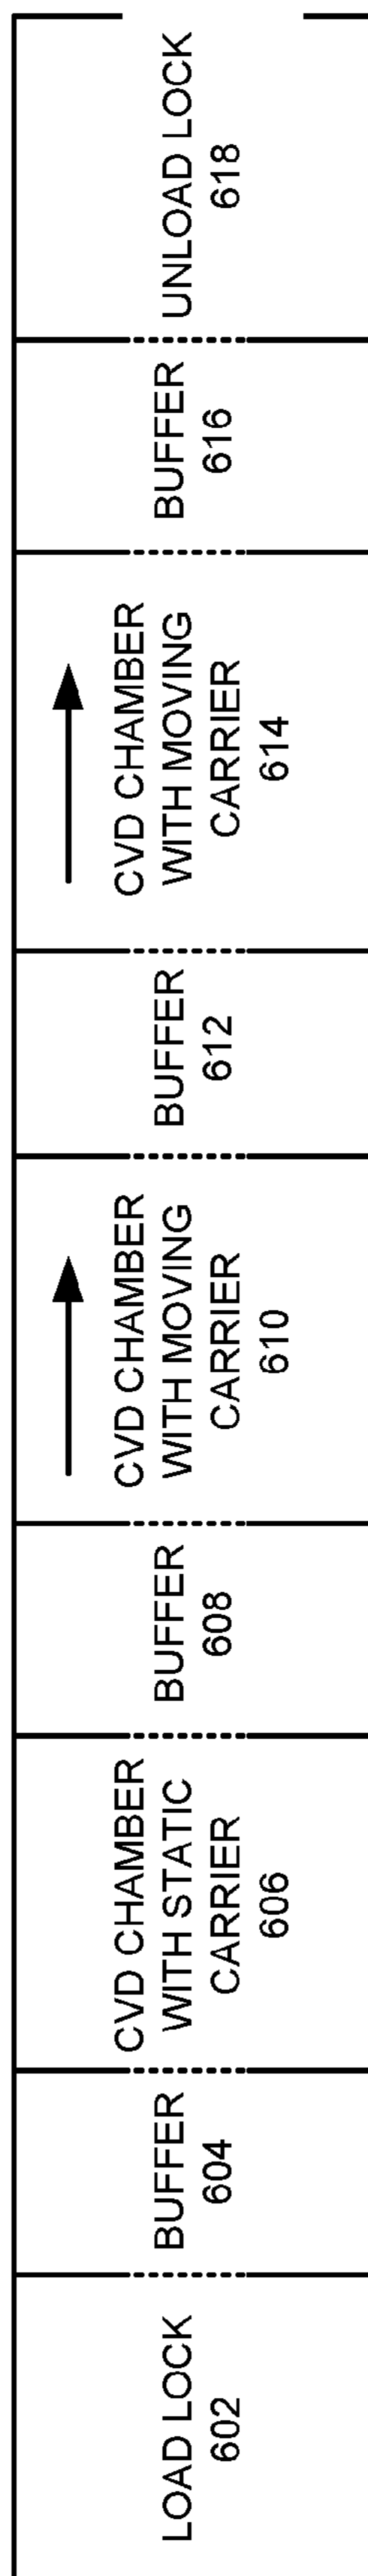 LOAD LOCK
602
BUFFER
604
CVD CHAMBER
WITH STATIC
CARRIER
606
BUFFER
608
CVD CHAMBER
WITH MOVING
CARRIER
610
BUFFER
612
CVD CHAMBER
WITH MOVING
CARRIER
614
BUFFER
616
UNLOAD LOCK
618